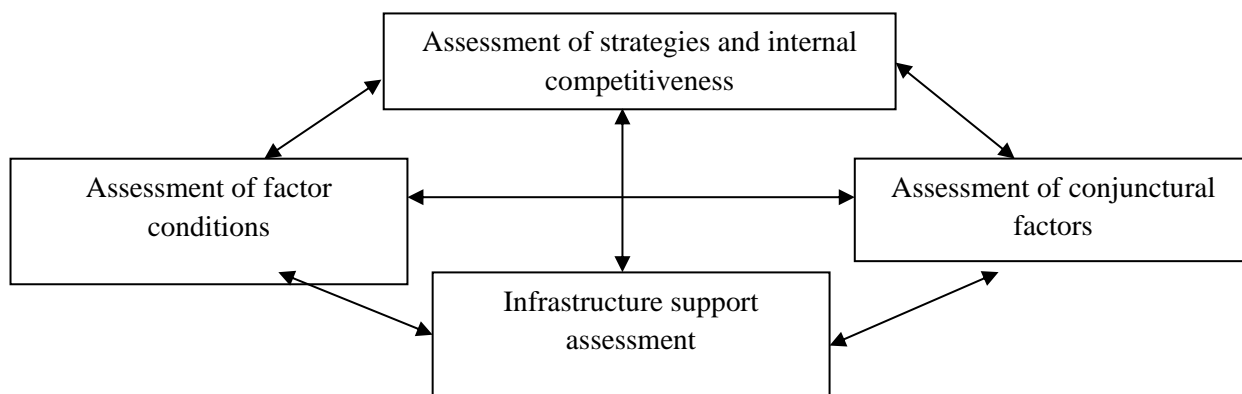 Assessment of strategies and internal
competitiveness
Assessment of factor
conditions
Assessment of conjunctural
factors
Infrastructure support
assessment